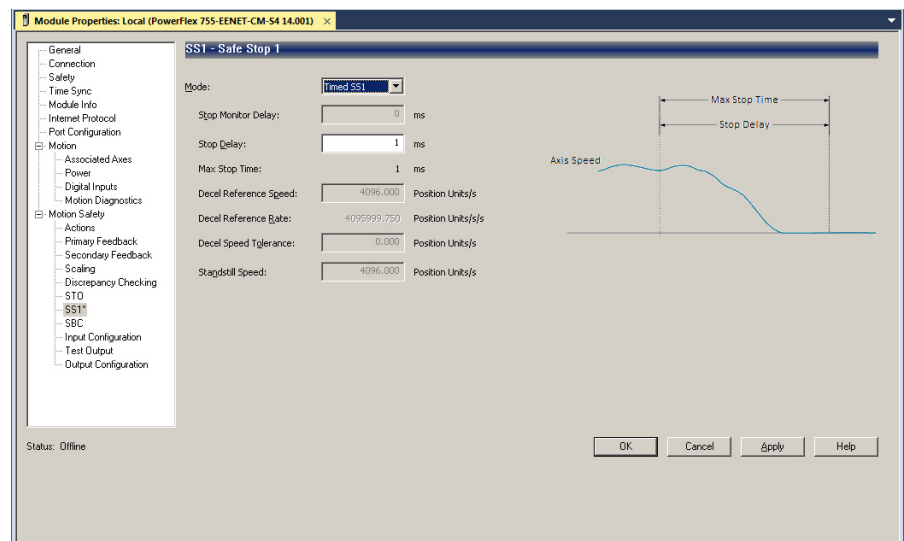 Module Properties: Local (PowerFlex 755-EENET-CM-S4 14.001)
General
Connection
Safety
Time Sync
Module Info
Internet Protocol
Port Configuration
Motion
Associated Axes
Power
Digital Inputs
Motion Diagnostics
Motion Safety
Actions
Primary Feedback
Secondary Feedback
Scaling
Discrepancy Checking
STO
SS1*
SBC
Input Configuration
Test Output
Output Configuration
SS1 - Safe Stop 1
Mode: Timed SS1
Stop Monitor Delay: 0 ms
Stop Delay: 1 ms
Max Stop Time: 1 ms
Decel Reference Speed: 4096.000 Position Units/s
Decel Reference Rate: 4095999.750 Position Units/s/s
Decel Speed Tolerance: 0.000 Position Units/s
Standstill Speed: 4096.000 Position Units/s
Max Stop Time
Stop Delay
Axis Speed
Status: Offline
OK Cancel Apply Help